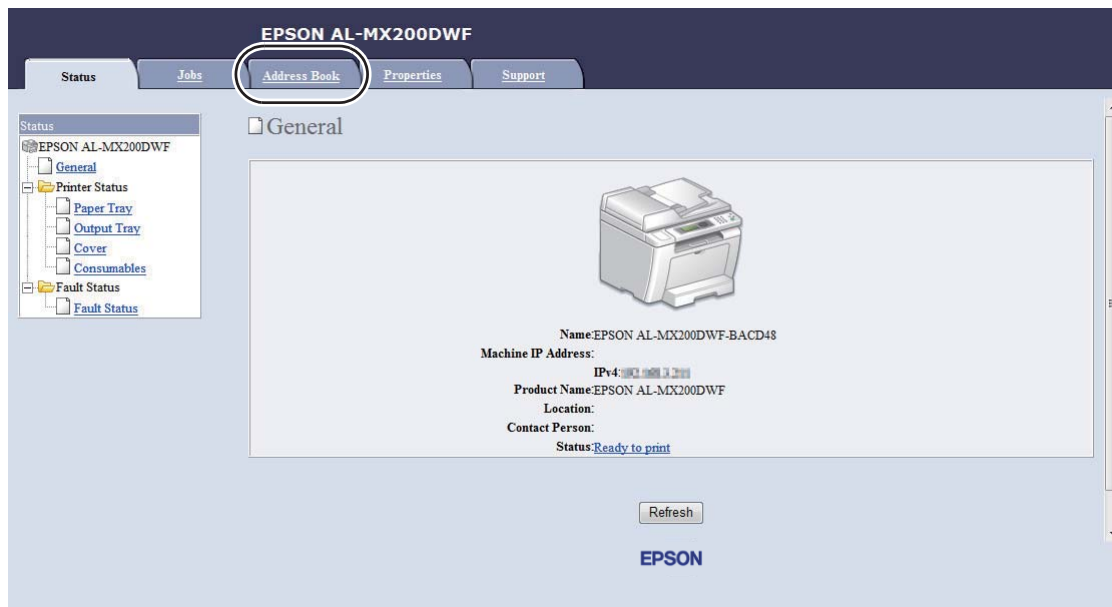 EPSON AL-MX200DWF
Status Jobs Address Book Properties Support
Status
EPSON AL-MX200DWF
General
Printer Status
Paper Tray
Output Tray
Cover
Consumables
Fault Status
Fault Status
General
Name:EPSON AL-MX200DWF-BACD48
Machine IP Address:
IPv4:
Product Name:EPSON AL-MX200DWF
Location:
Contact Person:
Status:Ready to print
Refresh
EPSON